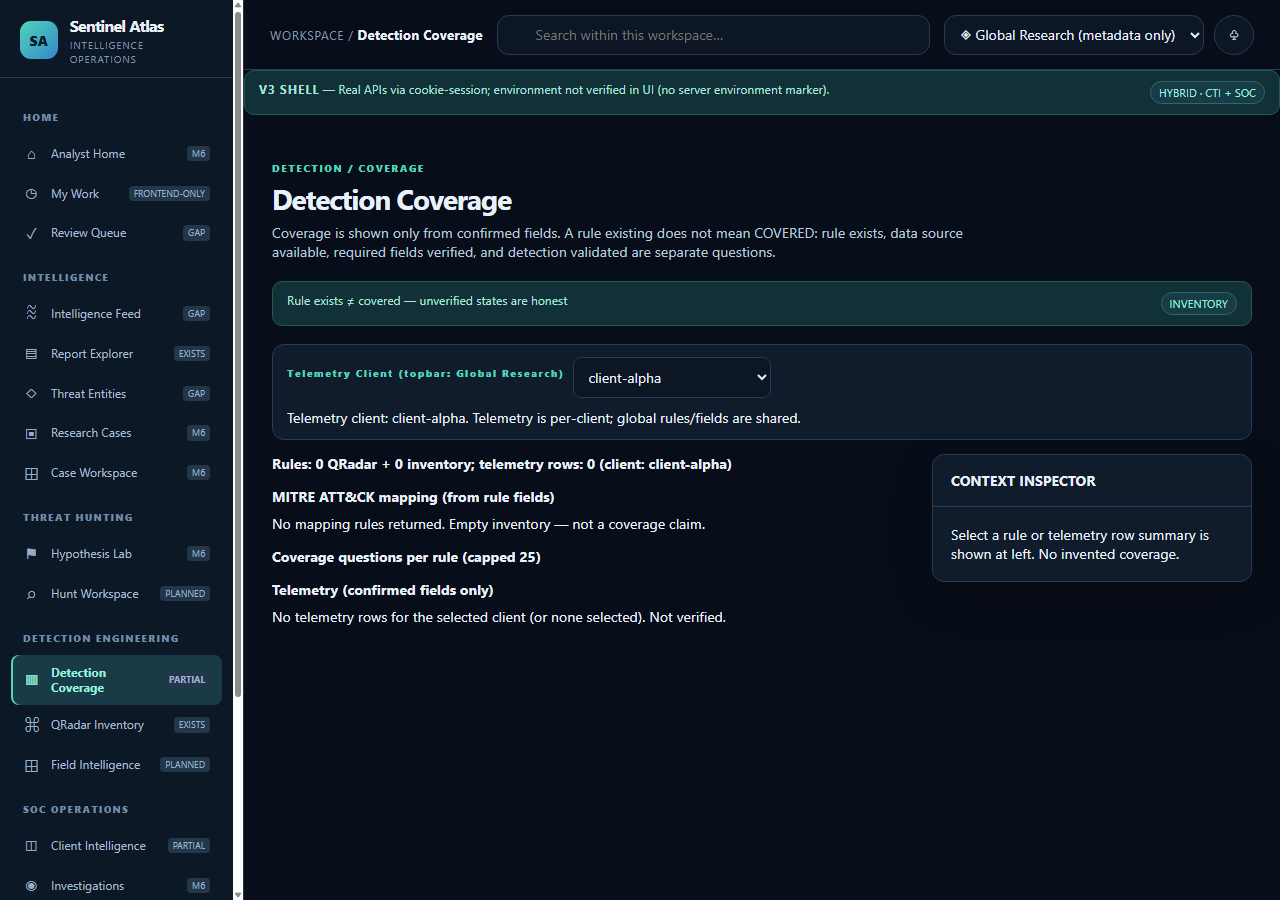 SA
Sentinel Atlas
INTELLIGENCE
OPERATIONS
HOME
Analyst Home M6
My Work FRONTEND-ONLY
Review Queue GAP
INTELLIGENCE
Intelligence Feed GAP
Report Explorer EXISTS
Threat Entities GAP
Research Cases M6
Case Workspace M6
THREAT HUNTING
Hypothesis Lab M6
Hunt Workspace PLANNED
DETECTION ENGINEERING
Detection
Coverage PARTIAL
QRadar Inventory EXISTS
Field Intelligence PLANNED
SOC OPERATIONS
Client Intelligence PARTIAL
Investigations M6
WORKSPACE / Detection Coverage
Search within this workspace...
◈ Global Research (metadata only)
V3 SHELL — Real APIs via cookie-session; environment not verified in UI (no server environment marker).
HYBRID · CTI + SOC
DETECTION / COVERAGE
Detection Coverage
Coverage is shown only from confirmed fields. A rule existing does not mean COVERED: rule exists, data source
available, required fields verified, and detection validated are separate questions.
Rule exists ≠ covered — unverified states are honest
INVENTORY
Telemetry Client (topbar: Global Research) client-alpha
Telemetry client: client-alpha. Telemetry is per-client; global rules/fields are shared.
Rules: 0 QRadar + 0 inventory; telemetry rows: 0 (client: client-alpha)
MITRE ATT&CK mapping (from rule fields)
No mapping rules returned. Empty inventory — not a coverage claim.
Coverage questions per rule (capped 25)
Telemetry (confirmed fields only)
No telemetry rows for the selected client (or none selected). Not verified.
CONTEXT INSPECTOR
Select a rule or telemetry row summary is
shown at left. No invented coverage.